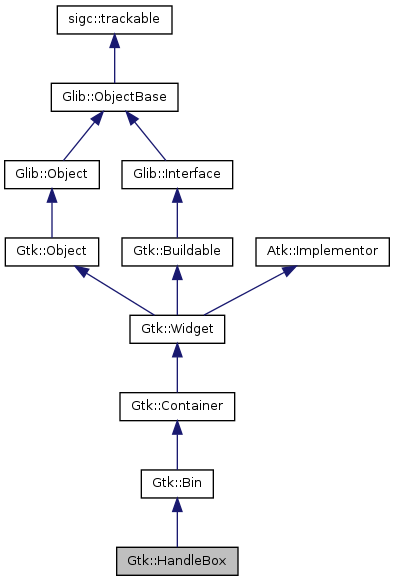 sigc::trackable
Glib::ObjectBase
Glib::Object
Glib::Interface
Gtk::Object
Gtk::Buildable
Atk::Implementor
Gtk::Widget
Gtk::Container
Gtk::Bin
Gtk::HandleBox